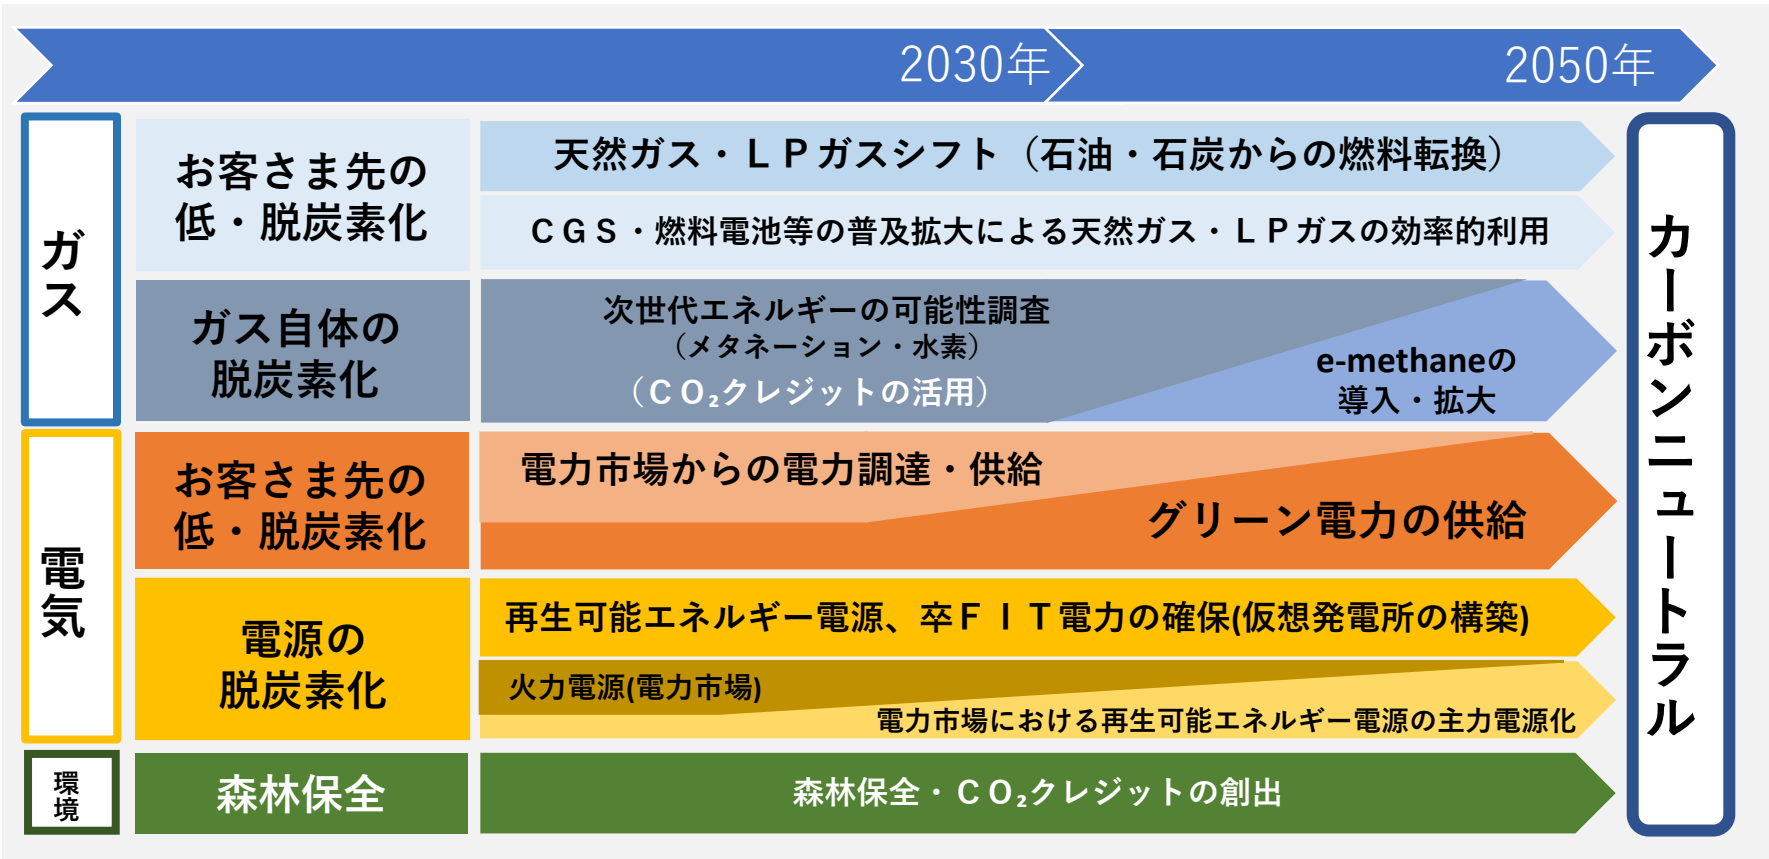 2030年
2050年
ガス
お客さま先の
低・脱炭素化
天然ガス・ＬＰガスシフト（石油・石炭からの燃料転換）
ＣＧＳ・燃料電池等の普及拡大による天然ガス・ＬＰガスの効率的利用
ガス自体の
脱炭素化
次世代エネルギーの可能性調査
（メタネーション・水素）
（ＣＯ₂クレジットの活用）
e-methaneの
導入・拡大
電気
お客さま先の
低・脱炭素化
電力市場からの電力調達・供給
グリーン電力の供給
電源の
脱炭素化
再生可能エネルギー電源、卒ＦＩＴ電力の確保(仮想発電所の構築)
火力電源(電力市場)
電力市場における再生可能エネルギー電源の主力電源化
環境
森林保全
森林保全・ＣＯ₂クレジットの創出
カーボンニュートラル